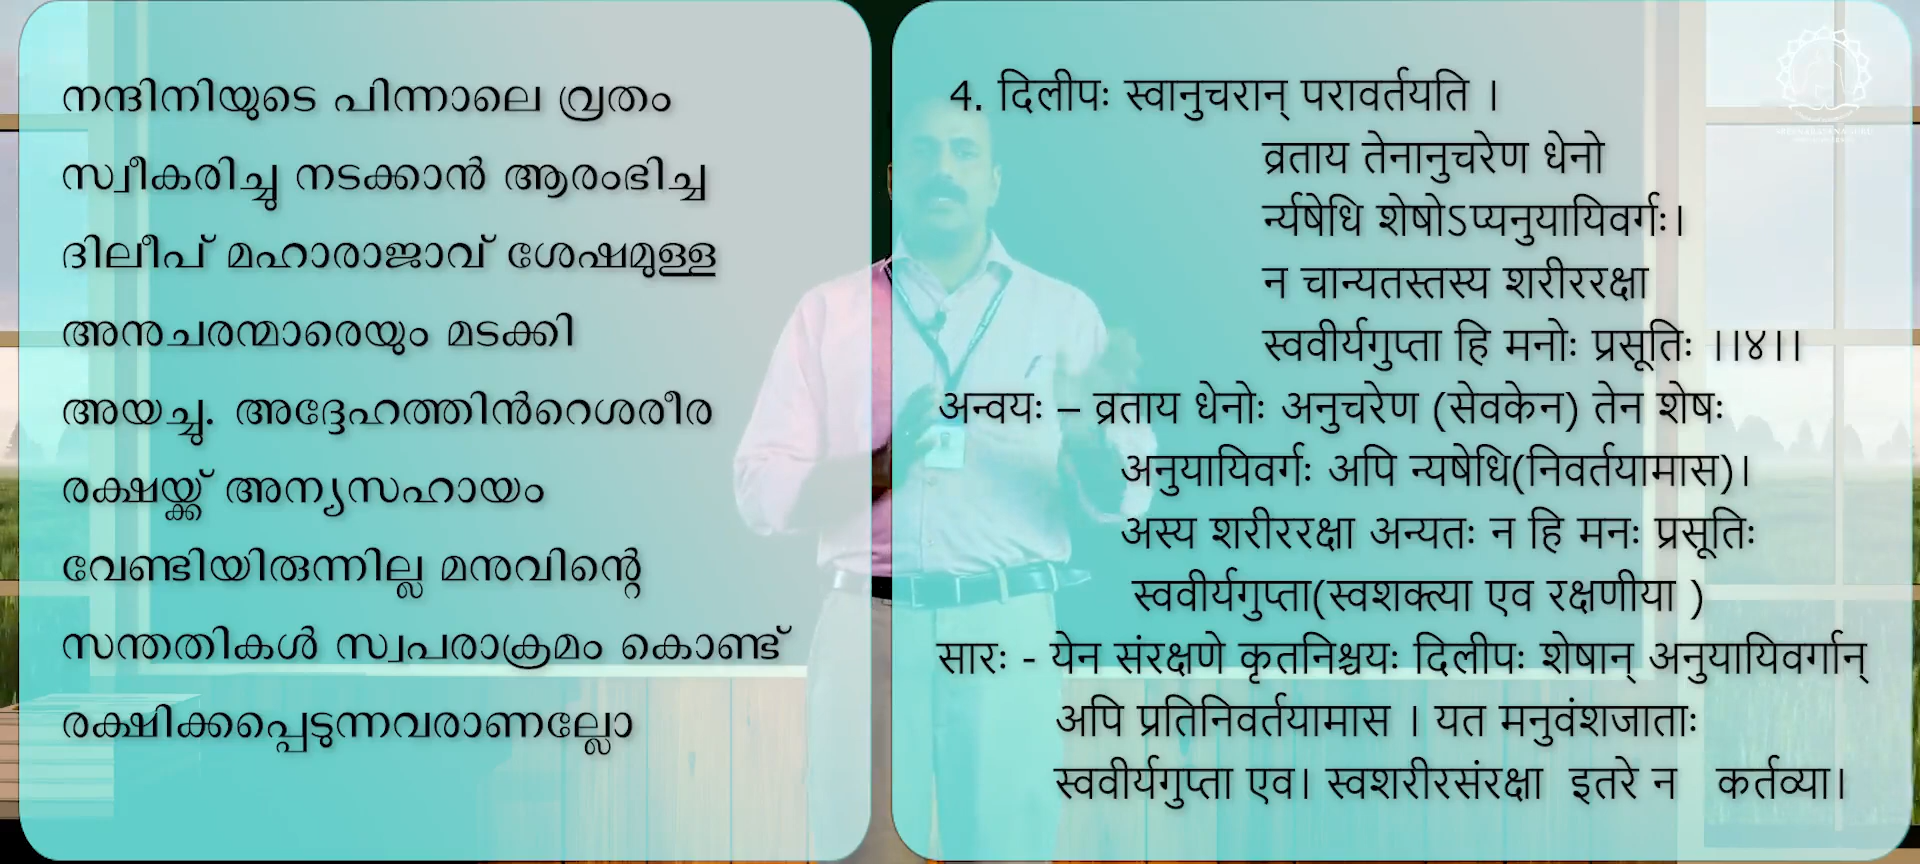 നന്ദിനിയുടെ പിന്നാലെ വ്രതം
സ്വീകരിച്ചു നടക്കാൻ ആരംഭിച്ച
ദിലീപ് മഹാരാജാവ് ശേഷമുള്ള
അനുചരന്മാരെയും മടക്കി
അയച്ചു. അദ്ദേഹത്തിൻറെശരീര
രക്ഷയ്ക്ക് അന്യസഹായം
വേണ്ടിയിരുന്നില്ല മനുവിന്റെ
സന്തതികൾ സ്വപരാക്രമം കൊണ്ട്
രക്ഷിക്കപ്പെടുന്നവരാണല്ലോ
4. दिलीपः स्वानुचरान् परावर्तयति ।
व्रताय तेनानुचरेण धेनो
र्न्यषेधि शेषोऽप्यनुयायिवर्गः।
न चान्यतस्तस्य शरीररक्षा
स्ववीर्यगुप्ता हि मनोः प्रसूतिः ।।४।।
अन्वयः – व्रताय धेनोः अनुचरेण (सेवकेन) तेन शेषः
अनुयायिवर्गः अपि न्यषेधि(निवर्तयामास)।
अस्य शरीररक्षा अन्यतः न हि मनः प्रसूतिः
स्ववीर्यगुप्ता(स्वशक्त्या एव रक्षणीया )
सारः - येन संरक्षणे कृतनिश्चयः दिलीपः शेषान् अनुयायिवर्गान्
अपि प्रतिनिवर्तयामास । यत मनुवंशजाताः
स्ववीर्यगुप्ता एव। स्वशरीरसंरक्षा इतरे न कर्तव्या।